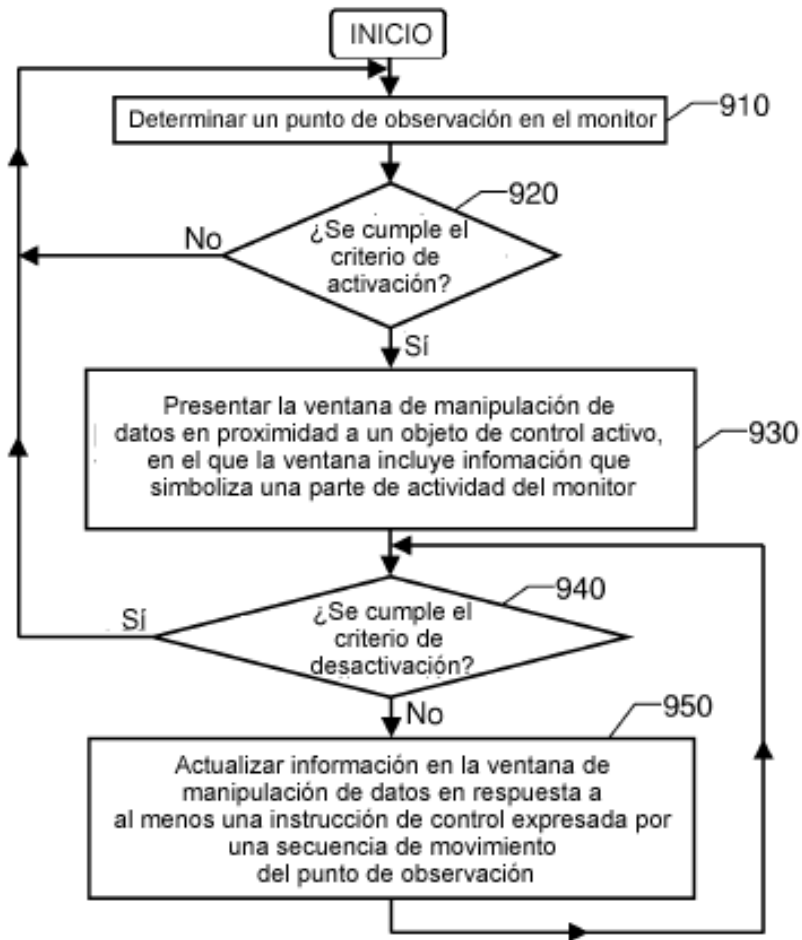 INICIO
Determinar un punto de observación en el monitor
910
920
¿Se cumple el
criterio de
activación?
No
Sí
Presentar la ventana de manipulación de
datos en proximidad a un objeto de control activo,
en el que la ventana incluye infomación que
simboliza una parte de actividad del monitor
930
940
¿Se cumple el
criterio de
desactivación?
Sí
No
950
Actualizar información en la ventana de
manipulación de datos en respuesta a
al menos una instrucción de control expresada por
una secuencia de movimiento
del punto de observación